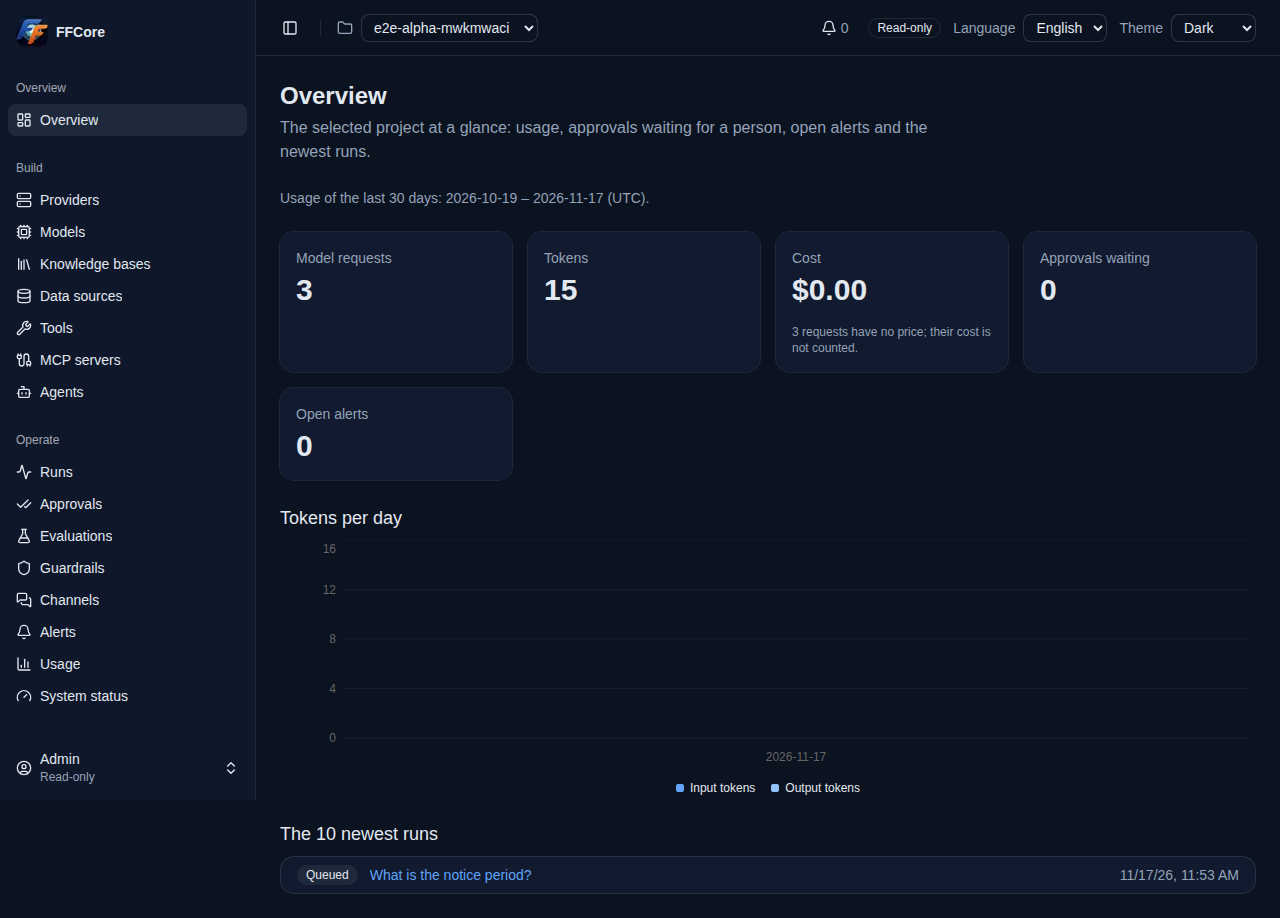 FFCore
e2e-alpha-mwkmwaci
0
Read-only
Language
English
Theme
Dark
Overview
Overview
Build
Providers
Models
Knowledge bases
Data sources
Tools
MCP servers
Agents
Operate
Runs
Approvals
Evaluations
Guardrails
Channels
Alerts
Usage
System status
Admin
Read-only
Overview
The selected project at a glance: usage, approvals waiting for a person, open alerts and the
newest runs.
Usage of the last 30 days: 2026-10-19 – 2026-11-17 (UTC).
Model requests
3
Tokens
15
Cost
$0.00
3 requests have no price; their cost is
not counted.
Approvals waiting
0
Open alerts
0
Tokens per day
16
12
8
4
0
2026-11-17
Input tokens
Output tokens
The 10 newest runs
Queued What is the notice period? 11/17/26, 11:53 AM